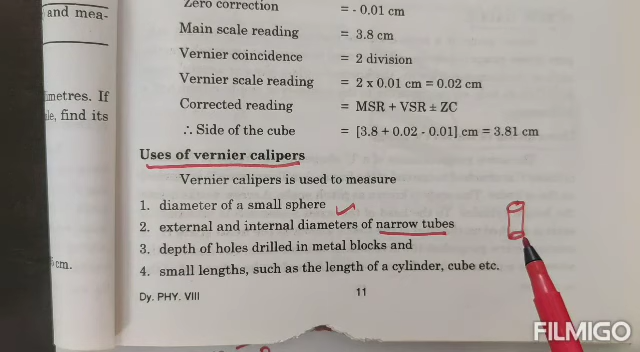 and mea-
imetres. If
find its
cm.
Zero correction = - 0.01 cm
Main scale reading = 3.8 cm
Vernier coincidence = 2 division
Vernier scale reading = 2 x 0.01 cm = 0.02 cm
Corrected reading = MSR + VSR ± ZC
∴ Side of the cube = [3.8 + 0.02 - 0.01] cm = 3.81 cm
Uses of vernier calipers
Vernier calipers is used to measure
1. diameter of a small sphere
2. external and internal diameters of narrow tubes
3. depth of holes drilled in metal blocks and
4. small lengths, such as the length of a cylinder, cube etc.
Dy. PHY. VIII 11
FILMIGO